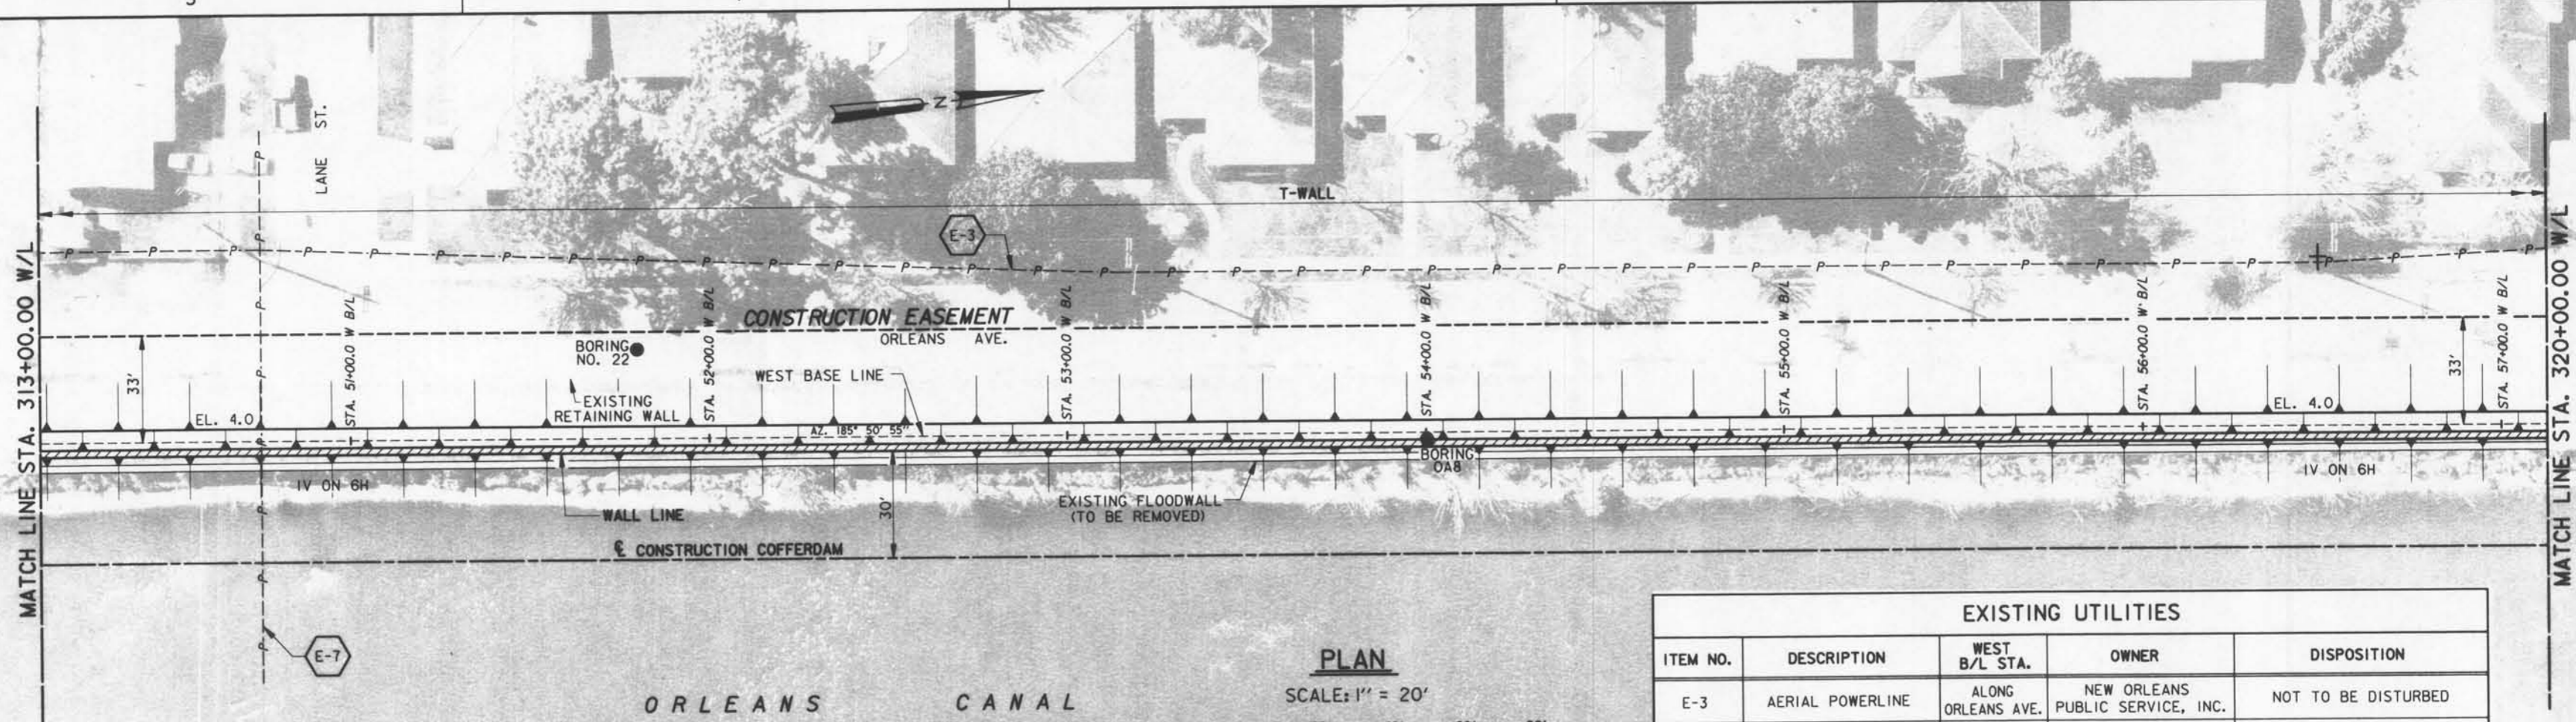 LANE ST.
N
T-WALL
E-3
MATCH LINE STA. 313+00.00 W/L
MATCH LINE STA. 320+00.00 W/L
P P P P P P P P P P P P P P P P P P P P P P P P P P P P P P P P P P P P P P
CONSTRUCTION EASEMENT
ORLEANS AVE.
BORING
NO. 22
33'
33'
STA. 51+00.0 W B/L
STA. 52+00.0 W B/L
STA. 53+00.0 W B/L
STA. 54+00.0 W B/L
STA. 55+00.0 W B/L
STA. 56+00.0 W B/L
STA. 57+00.0 W B/L
WEST BASE LINE
EXISTING
RETAINING WALL
EL. 4.0
EL. 4.0
AZ. 185° 50' 55"
BORING
OA8
1V ON 6H
1V ON 6H
WALL LINE
30'
EXISTING FLOODWALL
(TO BE REMOVED)
℄ CONSTRUCTION COFFERDAM
P P P P P P P P P
E-7
ORLEANS CANAL
PLAN
SCALE: 1" = 20'
EXISTING UTILITIES
ITEM NO. DESCRIPTION WEST B/L STA. OWNER DISPOSITION
E-3 AERIAL POWERLINE ALONG ORLEANS AVE. NEW ORLEANS PUBLIC SERVICE, INC. NOT TO BE DISTURBED